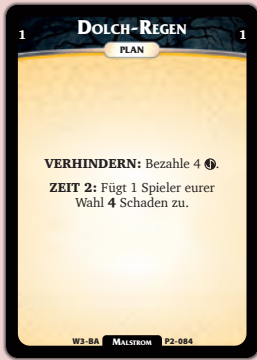 1 DOLCH-REGEN 1
PLAN
VERHINDERN: Bezahle 4 .
ZEIT 2: Fügt 1 Spieler eurer
Wahl 4 Schaden zu.
W3-BA MALSTROM P2-084